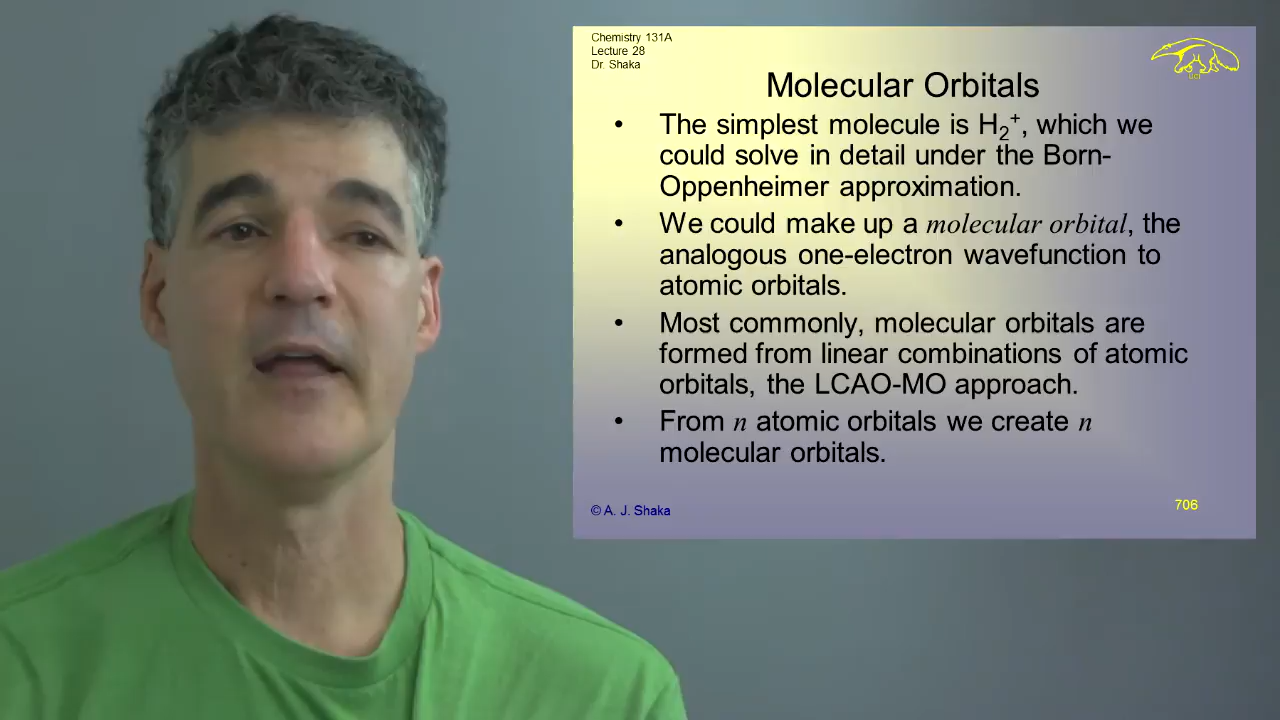 Chemistry 131A
Lecture 28
Dr. Shaka
UCI
Molecular Orbitals
• The simplest molecule is H₂⁺, which we
could solve in detail under the Born-
Oppenheimer approximation.
• We could make up a molecular orbital, the
analogous one-electron wavefunction to
atomic orbitals.
• Most commonly, molecular orbitals are
formed from linear combinations of atomic
orbitals, the LCAO-MO approach.
• From n atomic orbitals we create n
molecular orbitals.
© A. J. Shaka
706